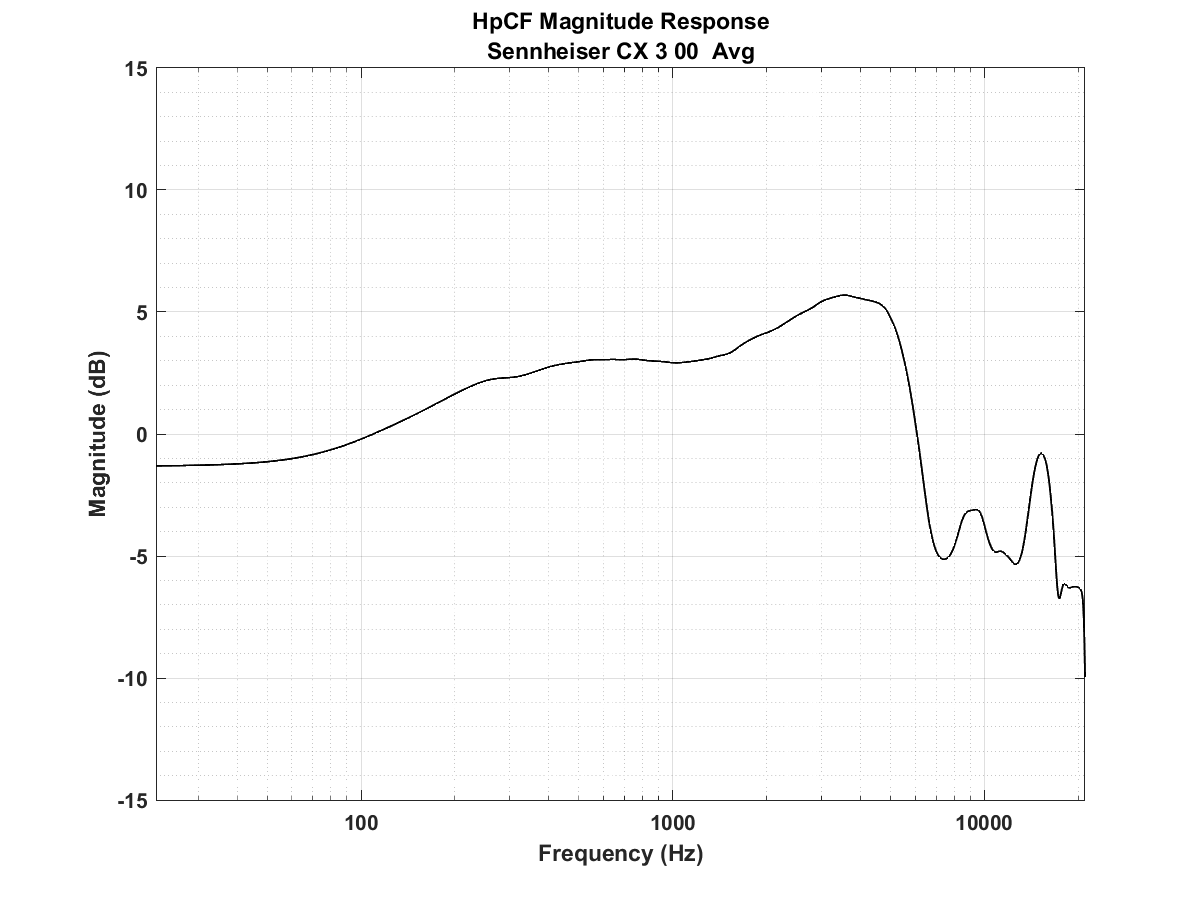 HpCF Magnitude Response
Sennheiser CX 3 00  Avg
15
10
5
0
-5
-10
-15
Magnitude (dB)
100
1000
10000
Frequency (Hz)